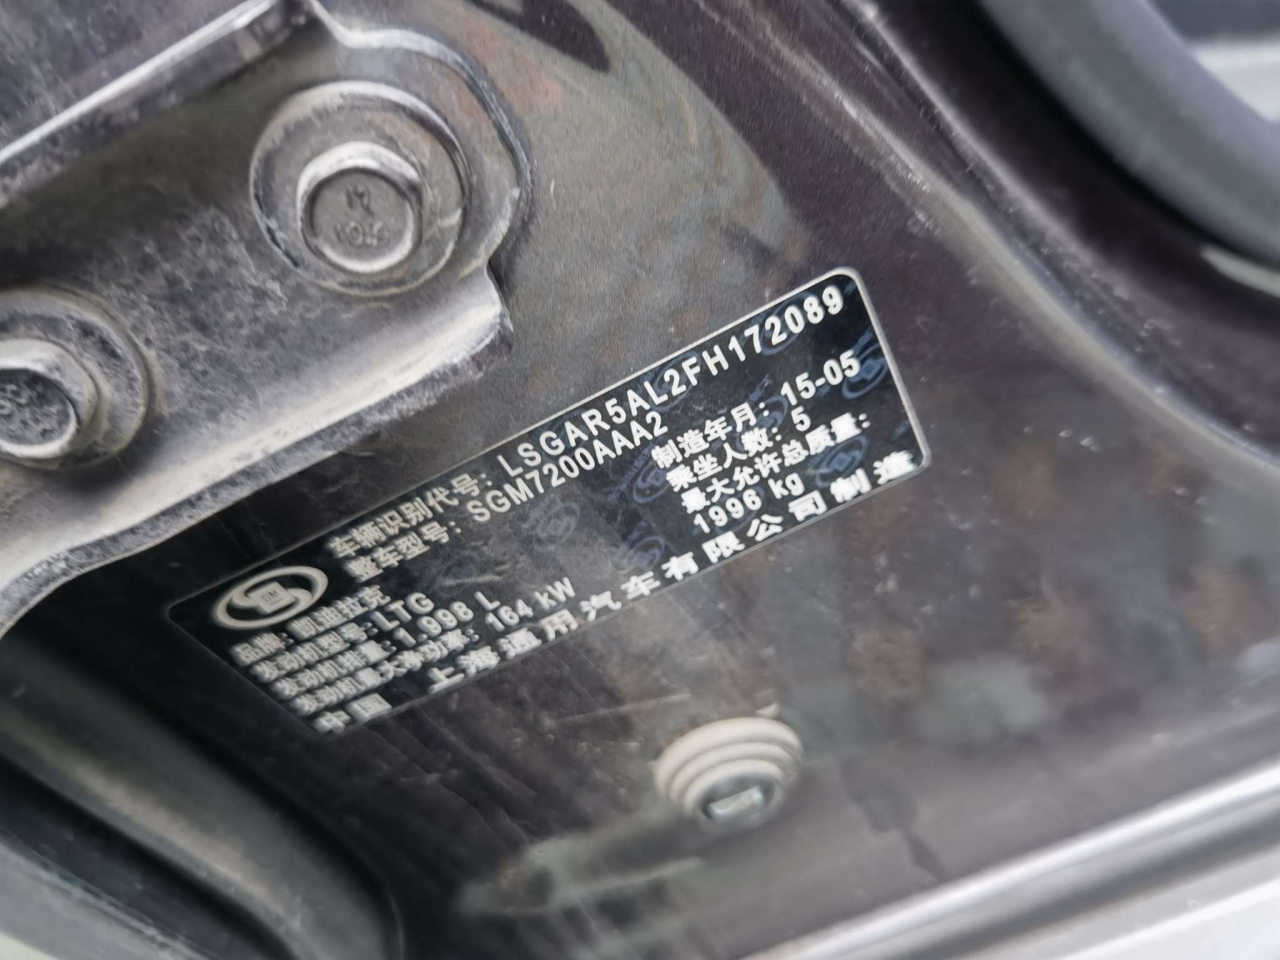 车辆识别代号: LSGAR5AL2FH172089
整车型号: SGM7200AAA2
制造年月: 15-05
乘坐人数: 5
最大允许总质量:
1996 kg
品牌: 凯迪拉克
发动机型号: LTG
发动机排量: 1.998 L
发动机最大净功率: 164 kW
中国 上海通用汽车有限公司制造
GM